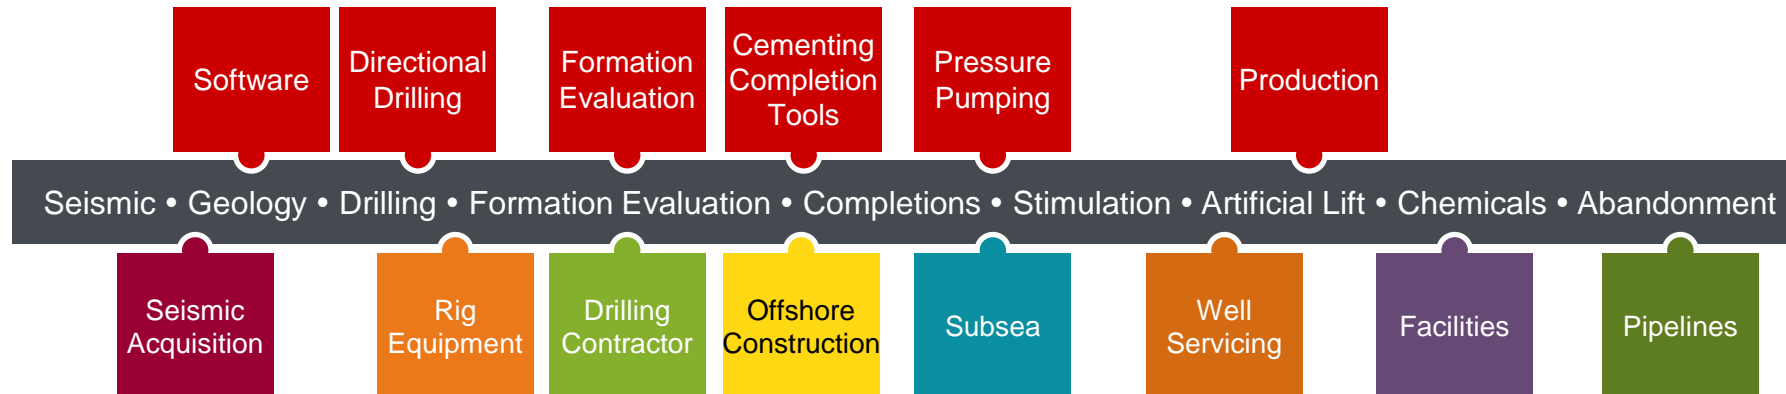 Software
Directional
Drilling
Formation
Evaluation
Cementing
Completion
Tools
Pressure
Pumping
Production
Seismic • Geology • Drilling • Formation Evaluation • Completions • Stimulation • Artificial Lift • Chemicals • Abandonment
Seismic
Acquisition
Rig
Equipment
Drilling
Contractor
Offshore
Construction
Subsea
Well
Servicing
Facilities
Pipelines